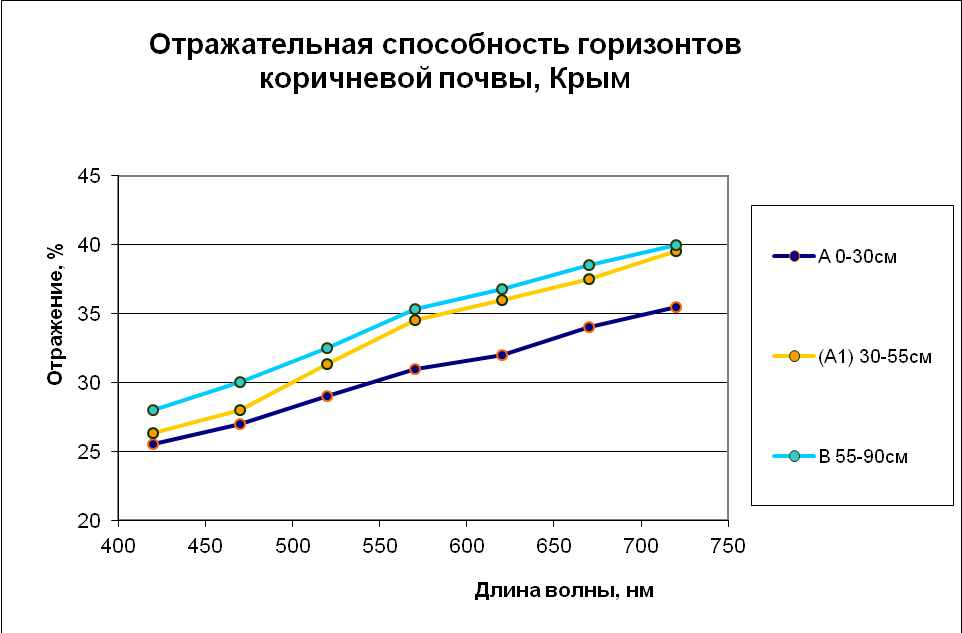 Отражательная способность горизонтов
коричневой почвы, Крым
45
40
35
30
25
20
Отражение, %
400 450 500 550 600 650 700 750
Длина волны, нм
А 0-30см
(А1) 30-55см
В 55-90см